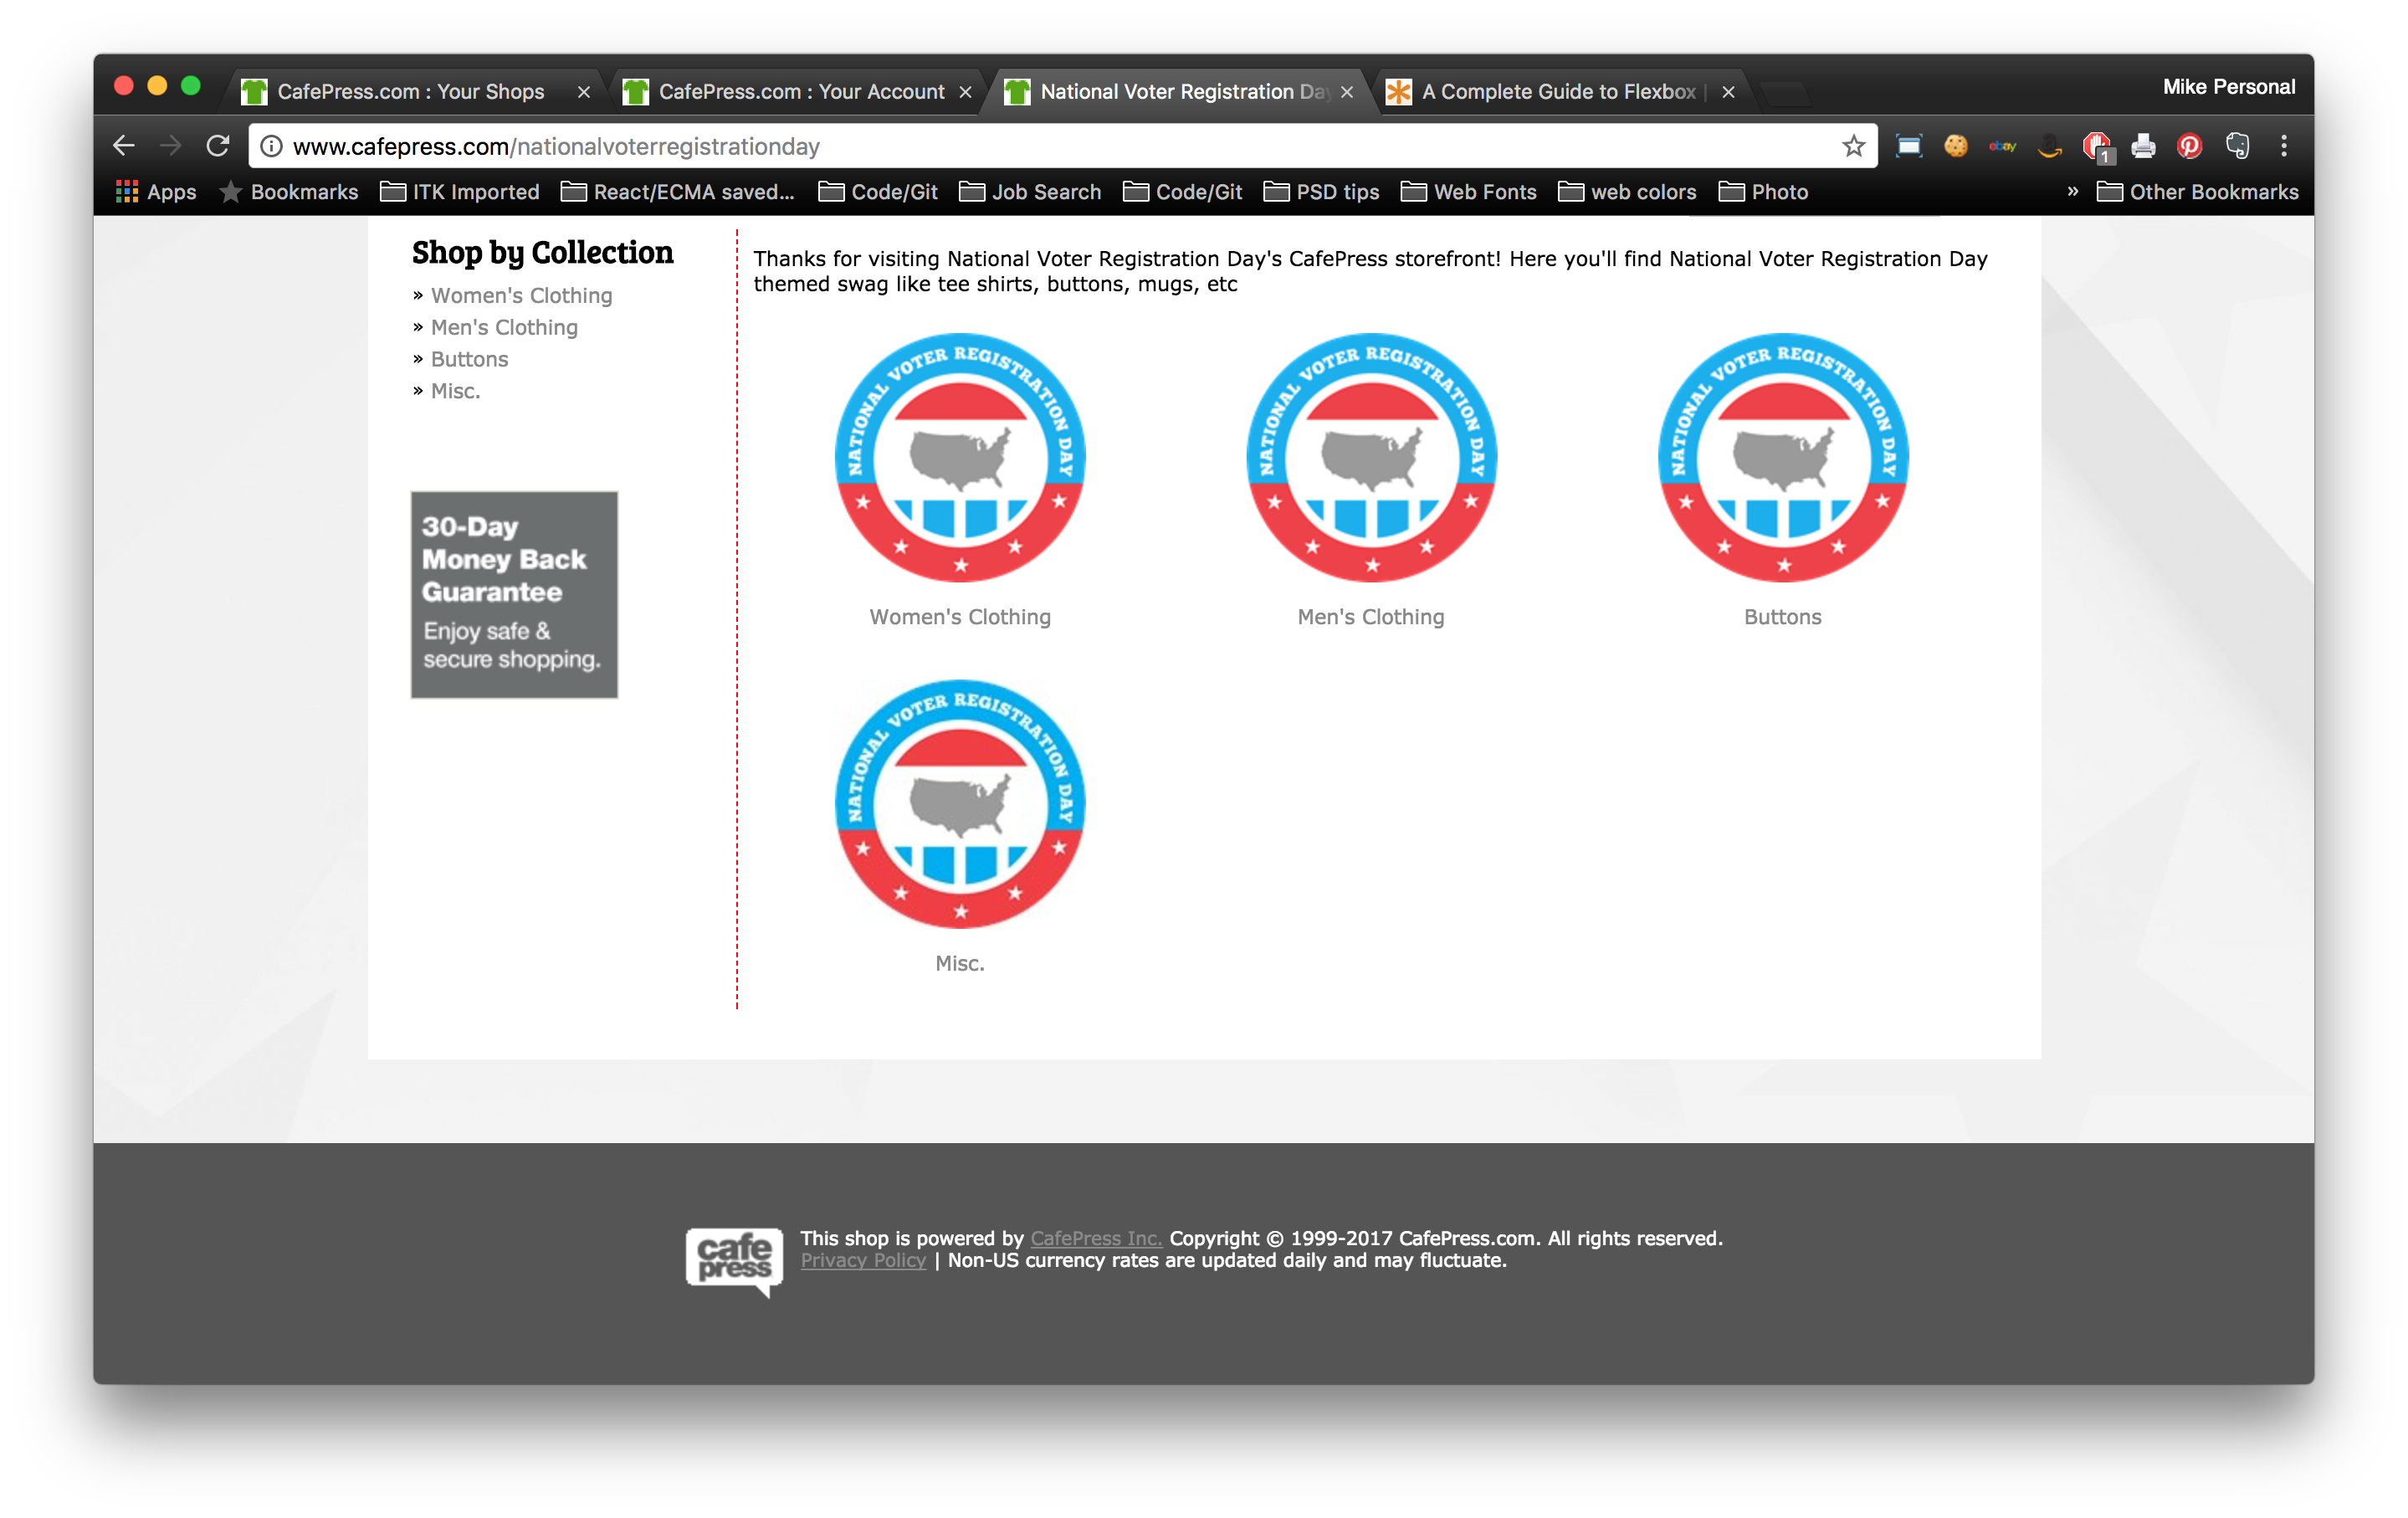 CafePress.com : Your Shops
CafePress.com : Your Account
National Voter Registration Da
A Complete Guide to Flexbox |
Mike Personal
www.cafepress.com/nationalvoterregistrationday
ebay
1
Apps
Bookmarks
ITK Imported
React/ECMA saved...
Code/Git
Job Search
Code/Git
PSD tips
Web Fonts
web colors
Photo
»
Other Bookmarks
Shop by Collection
» Women's Clothing
» Men's Clothing
» Buttons
» Misc.
30-Day
Money Back
Guarantee
Enjoy safe &
secure shopping.
Thanks for visiting National Voter Registration Day's CafePress storefront! Here you'll find National Voter Registration Day
themed swag like tee shirts, buttons, mugs, etc
NATIONAL VOTER REGISTRATION DAY
Women's Clothing
NATIONAL VOTER REGISTRATION DAY
Men's Clothing
NATIONAL VOTER REGISTRATION DAY
Buttons
NATIONAL VOTER REGISTRATION DAY
Misc.
cafe
press
This shop is powered by CafePress Inc. Copyright © 1999-2017 CafePress.com. All rights reserved.
Privacy Policy | Non-US currency rates are updated daily and may fluctuate.